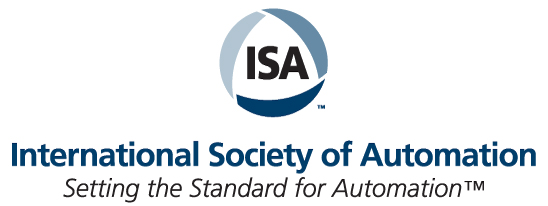 ISA
™
International Society of Automation
Setting the Standard for Automation™